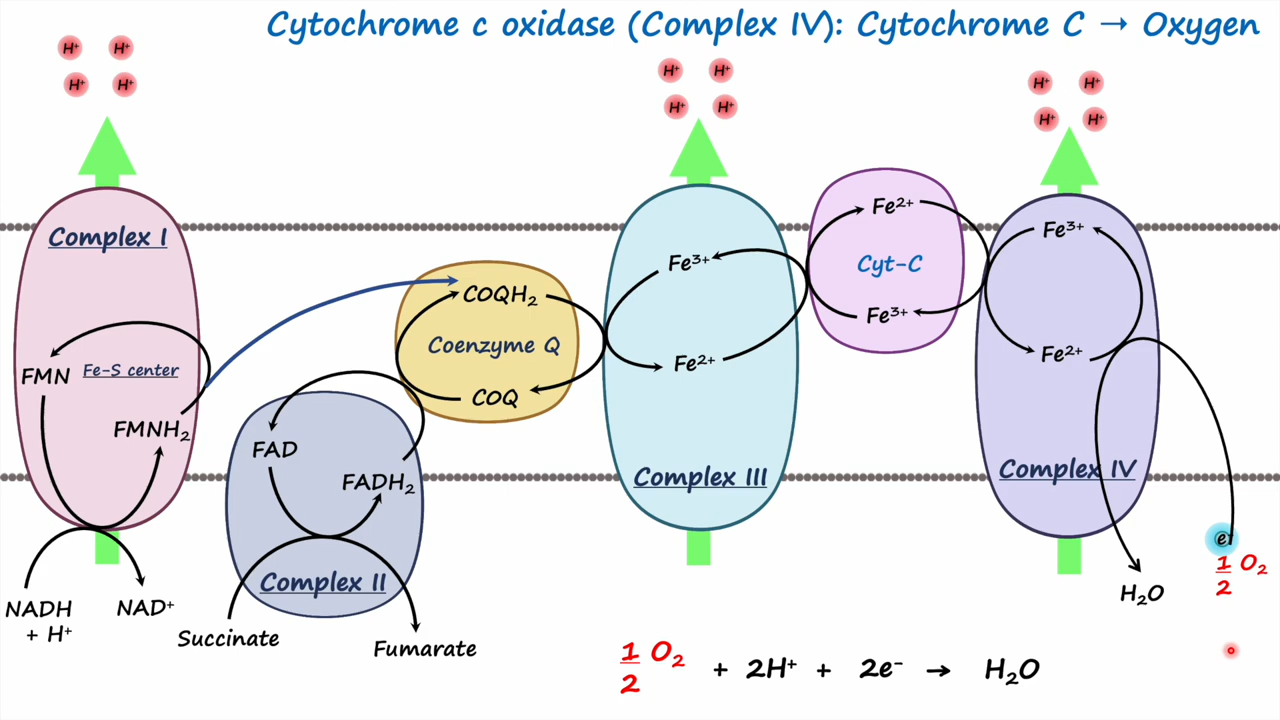 Cytochrome c oxidase (Complex IV): Cytochrome C → Oxygen
H⁺ H⁺
H⁺ H⁺
H⁺ H⁺
H⁺ H⁺
H⁺ H⁺
H⁺ H⁺
Complex I
FMN
Fe-S center
FMNH₂
NADH
+ H⁺
NAD⁺
FAD
FADH₂
Complex II
Succinate
Fumarate
COQH₂
Coenzyme Q
COQ
Fe³⁺
Fe²⁺
Complex III
Fe²⁺
Cyt-C
Fe³⁺
Fe³⁺
Fe²⁺
Complex IV
H₂O
e⁻
1/2 O₂
1/2 O₂ + 2H⁺ + 2e⁻ → H₂O